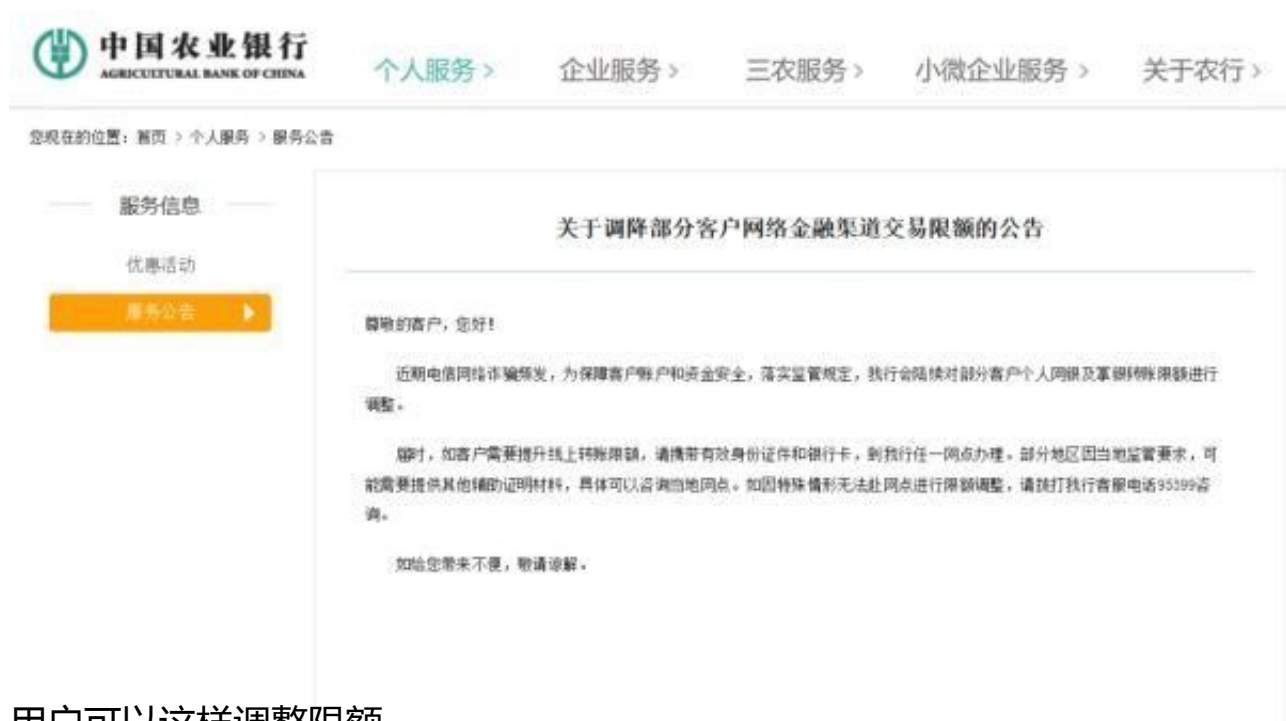 中国农业银行
AGRICULTURAL BANK OF CHINA
个人服务 >
企业服务 >
三农服务 >
小微企业服务 >
关于农行 >
您现在的位置：首页 > 个人服务 > 服务公告
服务信息
优惠活动
服务公告
关于调降部分客户网络金融渠道交易限额的公告
尊敬的客户，您好！
近期电信网络诈骗频发，为保障客户账户和资金安全，落实监管规定，我行会陆续对部分客户个人网银及掌银转账限额进行
调整。
届时，如客户需要提升线上转账限额，请携带有效身份证件和银行卡，到我行任一网点办理。部分地区因当地监管要求，可
能需要提供其他辅助证明材料，具体可以咨询当地网点。如因特殊情形无法赴网点进行限额调整，请拨打我行客服电话95599咨
询。
如给您带来不便，敬请谅解。
用户可以这样调整限额